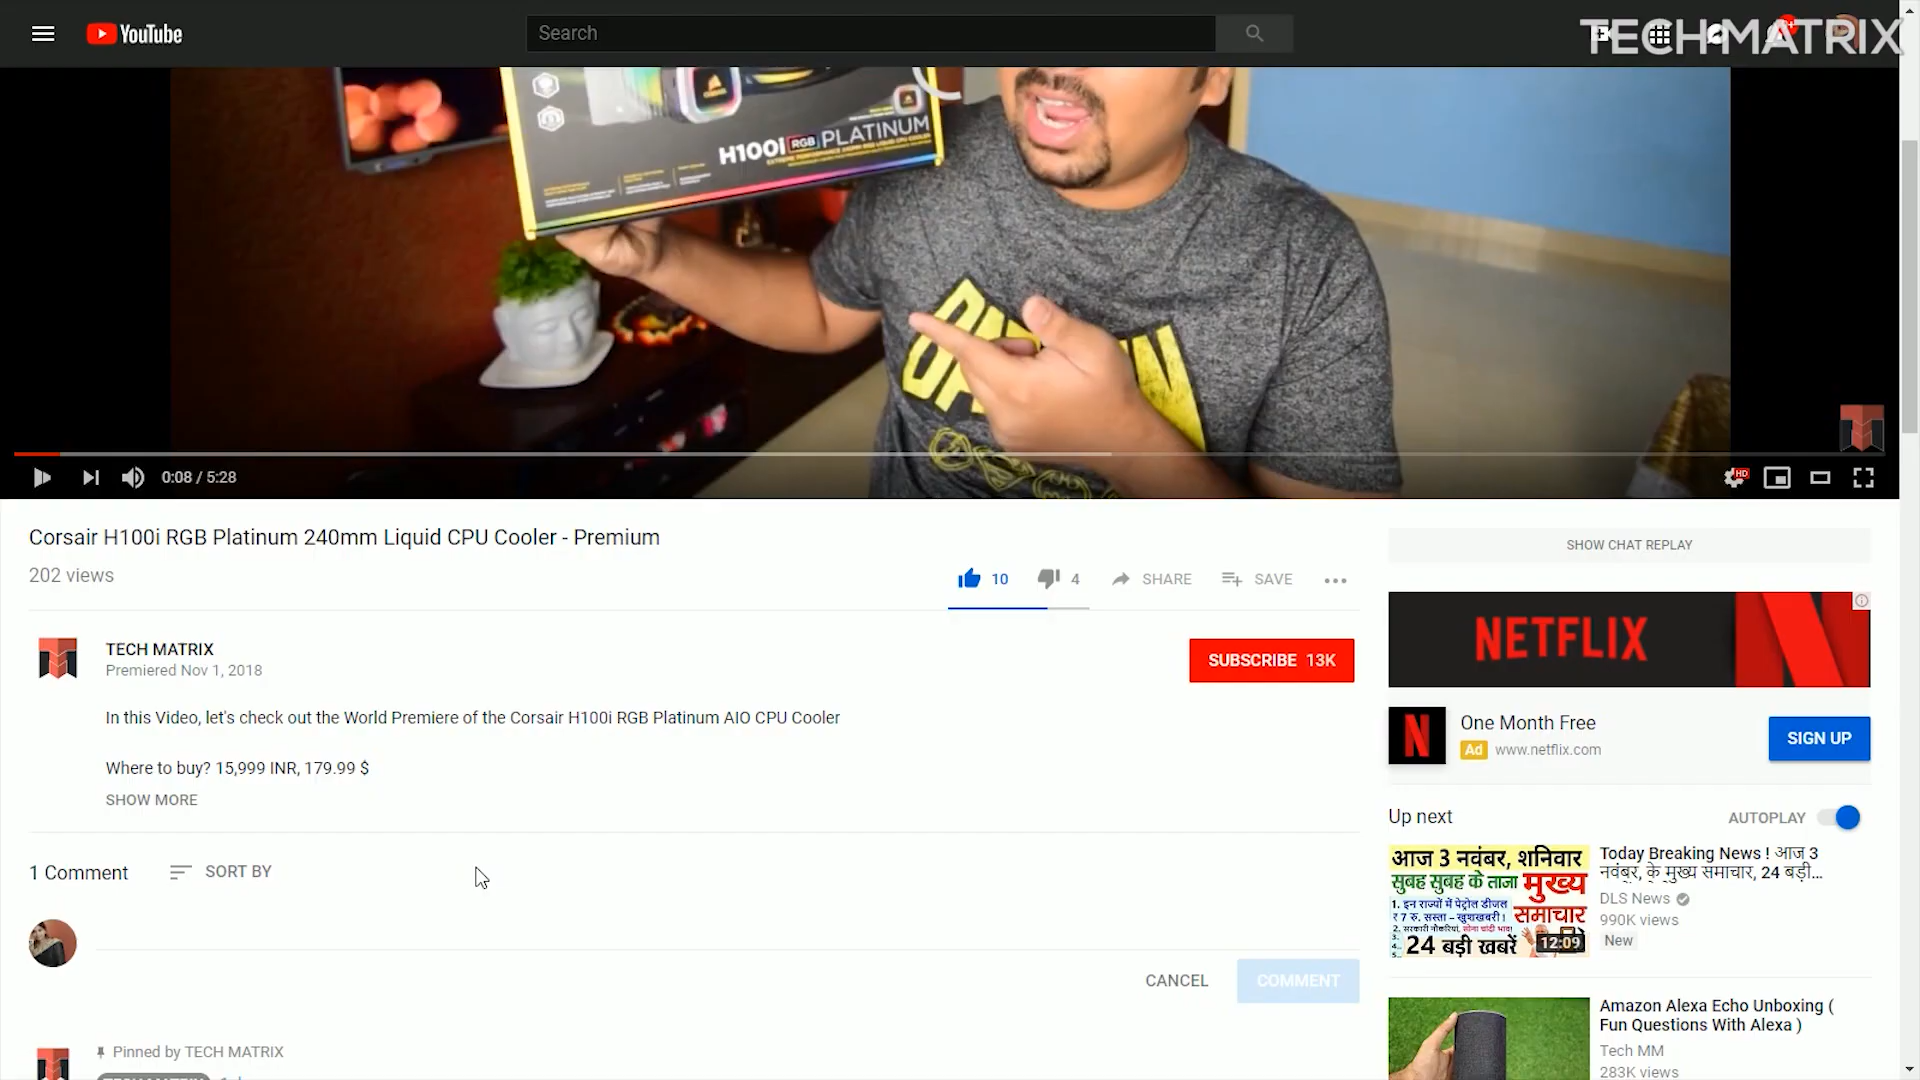 YouTube
Search
TECH MATRIX
H100I RGB PLATINUM
HD
0:08 / 5:28
Corsair H100i RGB Platinum 240mm Liquid CPU Cooler - Premium
202 views
10
4
SHARE
SAVE
SHOW CHAT REPLAY
TECH MATRIX
Premiered Nov 1, 2018
SUBSCRIBE 13K
In this Video, let's check out the World Premiere of the Corsair H100i RGB Platinum AIO CPU Cooler
Where to buy? 15,999 INR, 179.99 $
SHOW MORE
1 Comment
SORT BY
CANCEL
COMMENT
Pinned by TECH MATRIX
NETFLIX
One Month Free
Ad www.netflix.com
SIGN UP
Up next
AUTOPLAY
आज 3 नवंबर, शनिवार
सुबह सुबह के ताजा मुख्य
समाचार
24 बड़ी खबरें
12:09
Today Breaking News ! आज 3
नवंबर, के मुख्य समाचार, 24 बड़ी...
DLS News
990K views
New
Amazon Alexa Echo Unboxing (
Fun Questions With Alexa )
Tech MM
283K views